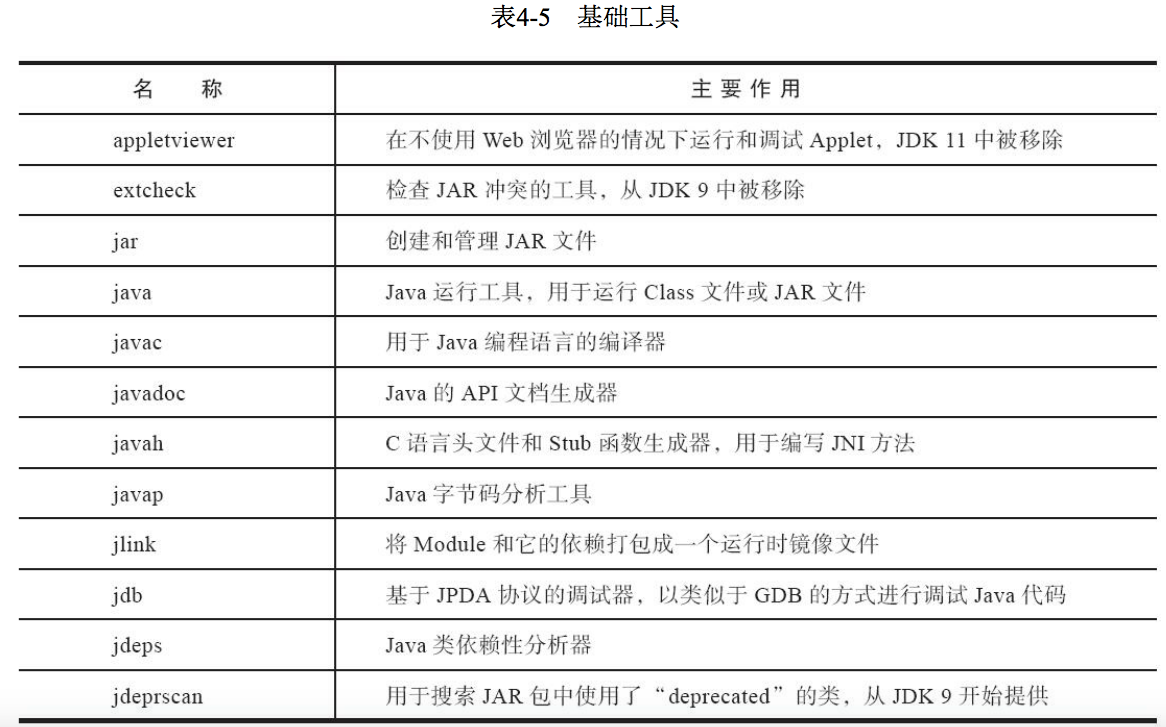 表4-5 基础工具
名 称 主 要 作 用
appletviewer 在不使用 Web 浏览器的情况下运行和调试 Applet，JDK 11 中被移除
extcheck 检查 JAR 冲突的工具，从 JDK 9 中被移除
jar 创建和管理 JAR 文件
java Java 运行工具，用于运行 Class 文件或 JAR 文件
javac 用于 Java 编程语言的编译器
javadoc Java 的 API 文档生成器
javah C 语言头文件和 Stub 函数生成器，用于编写 JNI 方法
javap Java 字节码分析工具
jlink 将 Module 和它的依赖打包成一个运行时镜像文件
jdb 基于 JPDA 协议的调试器，以类似于 GDB 的方式进行调试 Java 代码
jdeps Java 类依赖性分析器
jdeprscan 用于搜索 JAR 包中使用了“deprecated”的类，从 JDK 9 开始提供